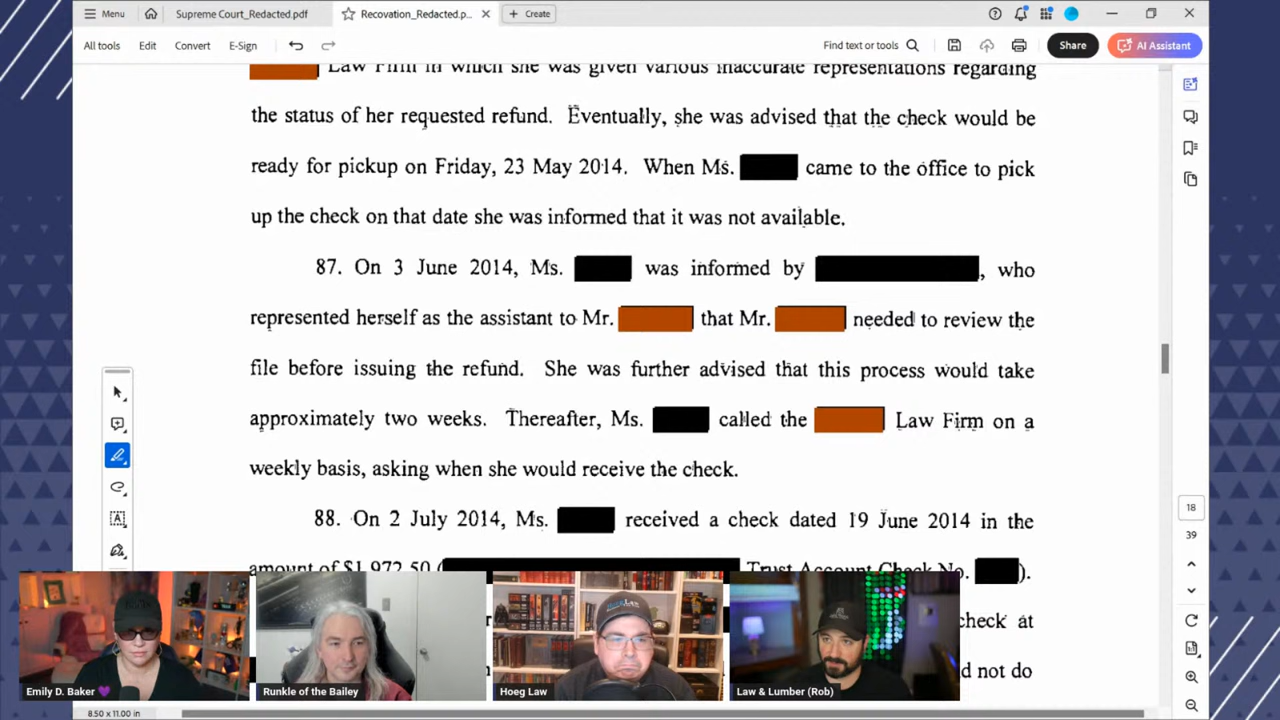 Menu
Supreme Court_Redacted.pdf
Recovation_Redacted.p...
Create
All tools
Edit
Convert
E-Sign
Find text or tools
Share
AI Assistant
Law Firm in which she was given various inaccurate representations regarding
the status of her requested refund. Eventually, she was advised that the check would be
ready for pickup on Friday, 23 May 2014. When Ms. came to the office to pick
up the check on that date she was informed that it was not available.
87. On 3 June 2014, Ms. was informed by , who
represented herself as the assistant to Mr. that Mr. needed to review the
file before issuing the refund. She was further advised that this process would take
approximately two weeks. Thereafter, Ms. called the Law Firm on a
weekly basis, asking when she would receive the check.
88. On 2 July 2014, Ms. received a check dated 19 June 2014 in the
amount of $1,972.50 ( Trust Account Check No. ).
check at
not do
18
39
8.50 x 11.00 in
Emily D. Baker 💜
Runkle of the Bailey
Hoeg Law
Law & Lumber (Rob)